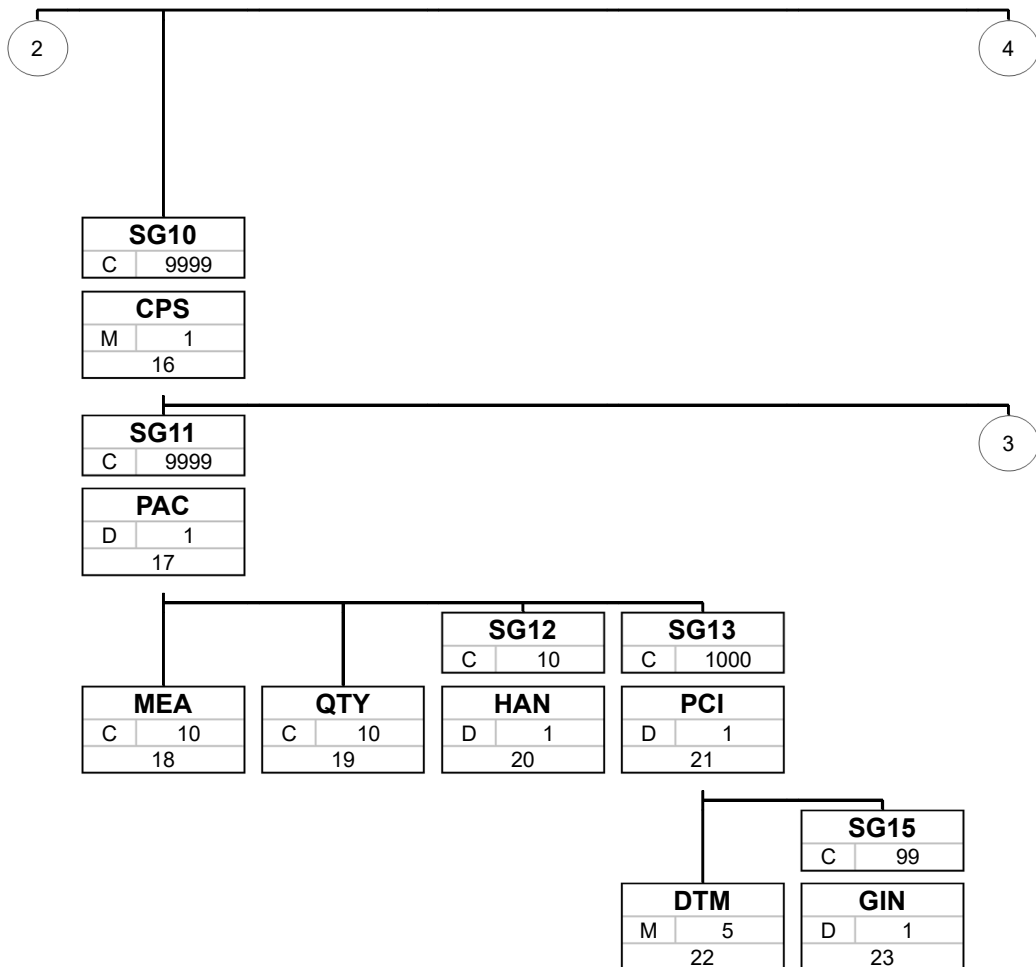 2
4
SG10
C 9999
CPS
M 1
16
SG11
C 9999
3
PAC
D 1
17
SG12 SG13
C 10 C 1000
MEA QTY HAN PCI
C 10 C 10 D 1 D 1
18 19 20 21
SG15
C 99
DTM GIN
M 5 D 1
22 23